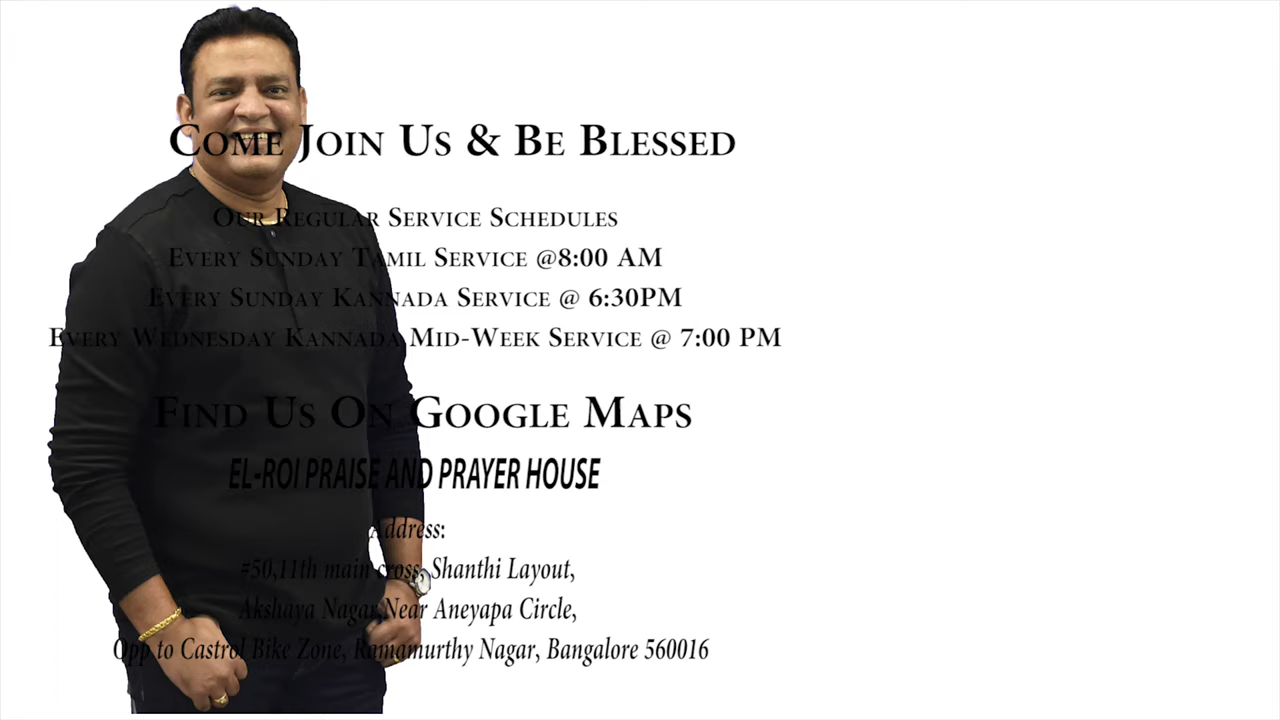 Come Join Us & Be Blessed
Our Regular Service Schedules
Every Sunday Tamil Service @8:00 AM
Every Sunday Kannada Service @ 6:30PM
Every Wednesday Kannada Mid-Week Service @ 7:00 PM
Find Us On Google Maps
EL-ROI PRAISE AND PRAYER HOUSE
Address:
#50,11th main cross, Shanthi Layout,
Akshaya Nagar,Near Aneyapa Circle,
Opp to Castrol Bike Zone, Ramamurthy Nagar, Bangalore 560016